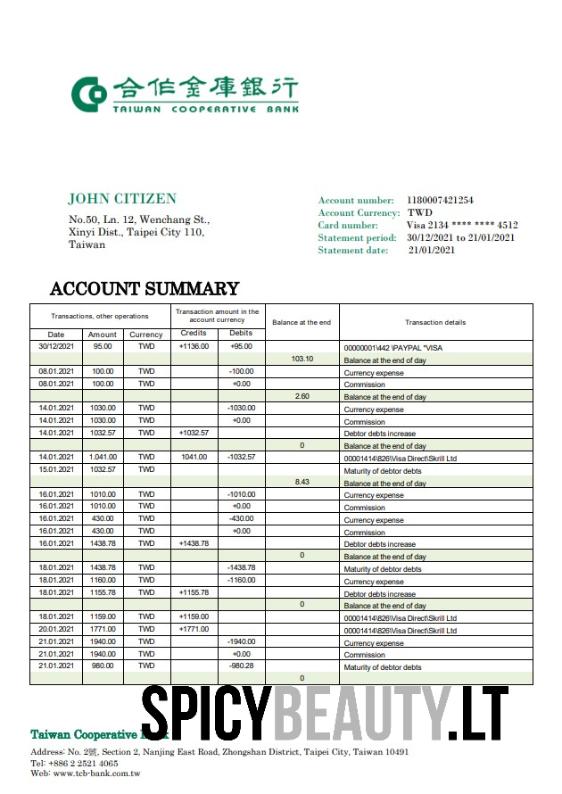 合作金庫銀行
TAIWAN COOPERATIVE BANK
JOHN CITIZEN
No.50, Ln. 12, Wenchang St.,
Xinyi Dist., Taipei City 110,
Taiwan
Account number: 1180007421254
Account Currency: TWD
Card number: Visa 2134 **** **** 4512
Statement period: 30/12/2021 to 21/01/2021
Statement date: 21/01/2021
ACCOUNT SUMMARY
Transactions, other operations Transaction amount in the account currency Balance at the end Transaction details
Date Amount Currency Credits Debits
30/12/2021 95.00 TWD +1136.00 +95.00 00000001\442 \PAYPAL *VISA
103.10 Balance at the end of day
08.01.2021 100.00 TWD -100.00 Currency expense
08.01.2021 100.00 TWD +0.00 Commission
2.60 Balance at the end of day
14.01.2021 1030.00 TWD -1030.00 Currency expense
14.01.2021 1030.00 TWD +0.00 Commission
14.01.2021 1032.57 TWD +1032.57 Debtor debts increase
0 Balance at the end of day
14.01.2021 1.041.00 TWD 1041.00 -1032.57 00001414\826\Visa Direct\Skrill Ltd
15.01.2021 1032.57 TWD Maturity of debtor debts
8.43 Balance at the end of day
16.01.2021 1010.00 TWD -1010.00 Currency expense
16.01.2021 1010.00 TWD +0.00 Commission
16.01.2021 430.00 TWD -430.00 Currency expense
16.01.2021 430.00 TWD +0.00 Commission
16.01.2021 1438.78 TWD +1438.78 Debtor debts increase
0 Balance at the end of day
18.01.2021 1438.78 TWD -1438.78 Maturity of debtor debts
18.01.2021 1160.00 TWD -1160.00 Currency expense
18.01.2021 1155.78 TWD +1155.78 Debtor debts increase
0 Balance at the end of day
18.01.2021 1159.00 TWD +1159.00 00001414\826\Visa Direct\Skrill Ltd
20.01.2021 1771.00 TWD +1771.00 00001414\826\Visa Direct\Skrill Ltd
21.01.2021 1940.00 TWD -1940.00 Currency expense
21.01.2021 1940.00 TWD +0.00 Commission
21.01.2021 980.00 TWD -980.28 Maturity of debtor debts
0
SPICYBEAUTY.LT
Taiwan Cooperative
Address: No. 2號, Section 2, Nanjing East Road, Zhongshan District, Taipei City, Taiwan 10491
Tel: +886 2 2521 4065
Web: www.tcb-bank.com.tw